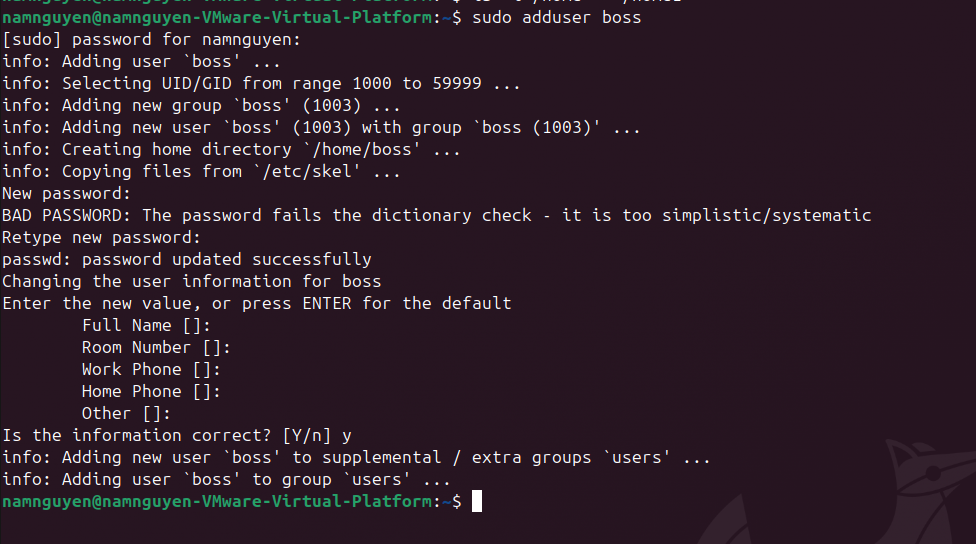 namnguyen@namnguyen-VMware-Virtual-Platform:~$ sudo adduser boss
[sudo] password for namnguyen:
info: Adding user `boss' ...
info: Selecting UID/GID from range 1000 to 59999 ...
info: Adding new group `boss' (1003) ...
info: Adding new user `boss' (1003) with group `boss (1003)' ...
info: Creating home directory `/home/boss' ...
info: Copying files from `/etc/skel' ...
New password:
BAD PASSWORD: The password fails the dictionary check - it is too simplistic/systematic
Retype new password:
passwd: password updated successfully
Changing the user information for boss
Enter the new value, or press ENTER for the default
        Full Name []:
        Room Number []:
        Work Phone []:
        Home Phone []:
        Other []:
Is the information correct? [Y/n] y
info: Adding new user `boss' to supplemental / extra groups `users' ...
info: Adding user `boss' to group `users' ...
namnguyen@namnguyen-VMware-Virtual-Platform:~$